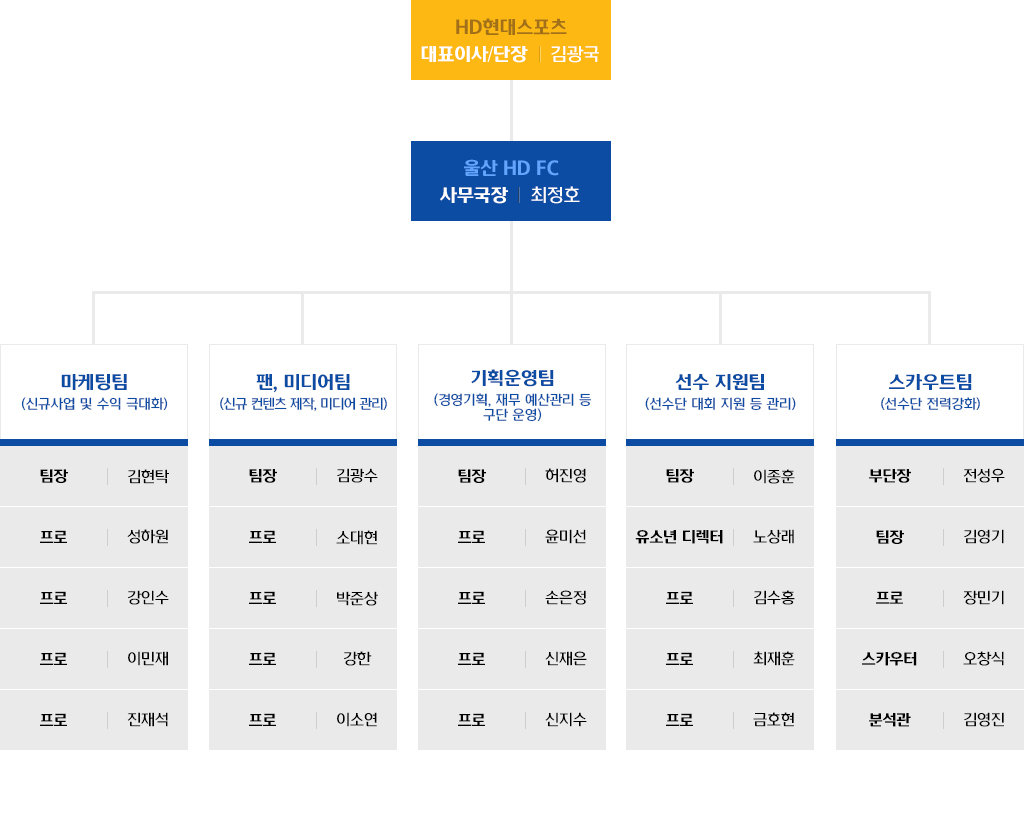 HD현대스포츠
대표이사/단장 김광국
울산 HD FC
사무국장 최정호
마케팅팀
(신규사업 및 수익 극대화)
팀장 김현탁
프로 성하원
프로 강인수
프로 이민재
프로 진재석
팬, 미디어팀
(신규 컨텐츠 제작, 미디어 관리)
팀장 김광수
프로 소대현
프로 박준상
프로 강한
프로 이소연
기획운영팀
(경영기획, 재무 예산관리 등
구단 운영)
팀장 허진영
프로 윤미선
프로 손은정
프로 신재은
프로 신지수
선수 지원팀
(선수단 대회 지원 등 관리)
팀장 이종훈
유소년 디렉터 노상래
프로 김수홍
프로 최재훈
프로 금호현
스카우트팀
(선수단 전력강화)
부단장 전성우
팀장 김영기
프로 장민기
스카우터 오창식
분석관 김영진